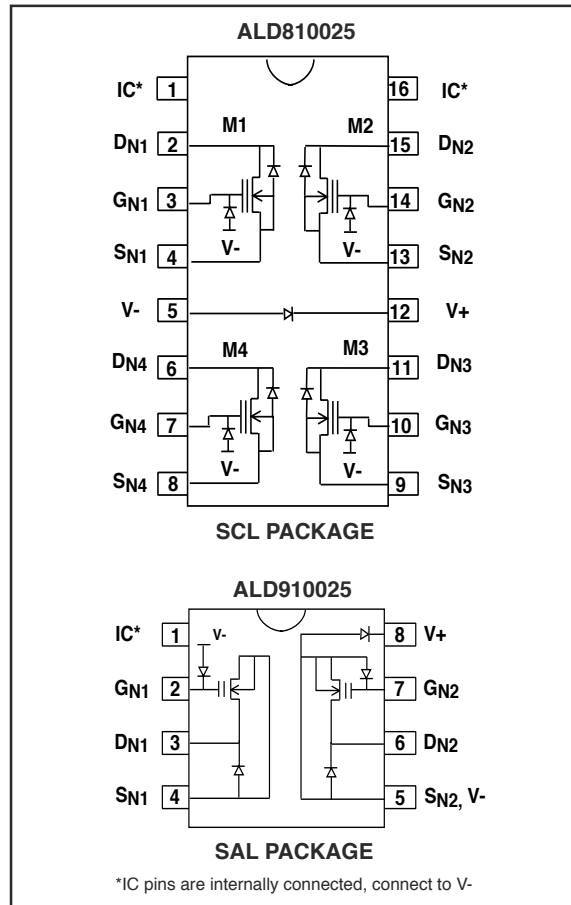 ALD810025
IC* 1 16 IC*
M1 M2
DN1 2 15 DN2
GN1 3 14 GN2
V- V-
SN1 4 13 SN2
V- 5 12 V+
M4 M3
DN4 6 11 DN3
GN4 7 10 GN3
V- V-
SN4 8 9 SN3
SCL PACKAGE
ALD910025
IC* 1 V- 8 V+
GN1 2 7 GN2
DN1 3 6 DN2
SN1 4 5 SN2, V-
SAL PACKAGE
*IC pins are internally connected, connect to V-